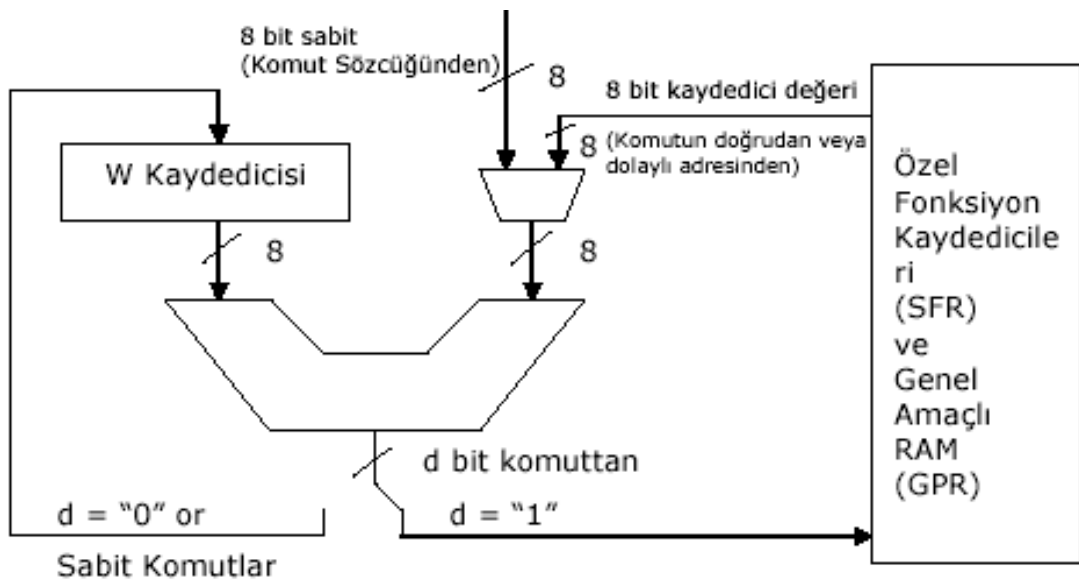 8 bit sabit
(Komut Sözcüğünden)
8
8 bit kaydedici değeri
8
(Komutun doğrudan veya
dolaylı adresinden)
W Kaydedicisi
8
8
Özel
Fonksiyon
Kaydedicile
ri
(SFR)
ve
Genel
Amaçlı
RAM
(GPR)
d bit komuttan
d = "0" or
d = "1"
Sabit Komutlar